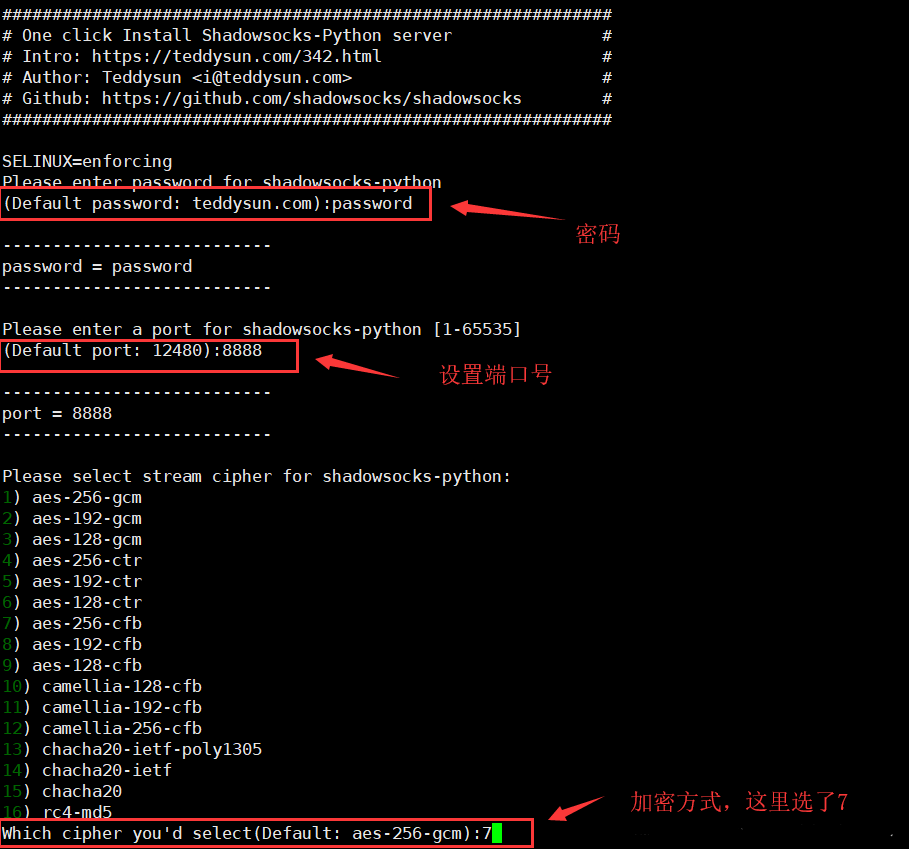 #############################################################
# One click Install Shadowsocks-Python server #
# Intro: https://teddysun.com/342.html #
# Author: Teddysun <i@teddysun.com> #
# Github: https://github.com/shadowsocks/shadowsocks #
#############################################################
SELINUX=enforcing
Please enter password for shadowsocks-python
(Default password: teddysun.com):password
密码
---------------------------
password = password
---------------------------
Please enter a port for shadowsocks-python [1-65535]
(Default port: 12480):8888
设置端口号
---------------------------
port = 8888
---------------------------
Please select stream cipher for shadowsocks-python:
1) aes-256-gcm
2) aes-192-gcm
3) aes-128-gcm
4) aes-256-ctr
5) aes-192-ctr
6) aes-128-ctr
7) aes-256-cfb
8) aes-192-cfb
9) aes-128-cfb
10) camellia-128-cfb
11) camellia-192-cfb
12) camellia-256-cfb
13) chacha20-ietf-poly1305
14) chacha20-ietf
15) chacha20
16) rc4-md5
加密方式，这里选了7
Which cipher you'd select(Default: aes-256-gcm):7